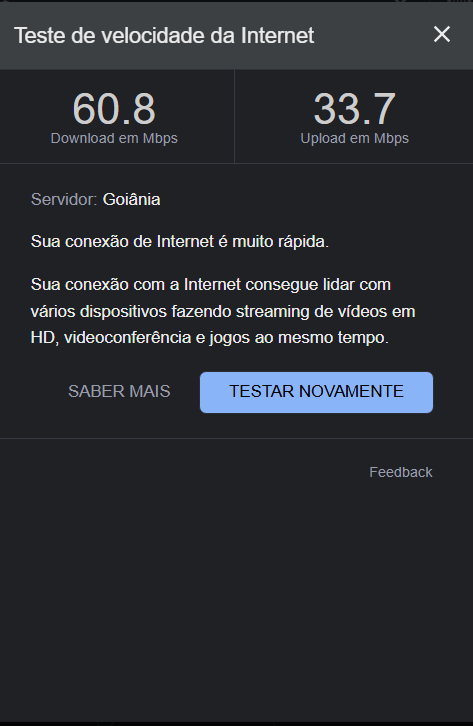 Teste de velocidade da Internet
60.8
Download em Mbps
33.7
Upload em Mbps
Servidor: Goiânia
Sua conexão de Internet é muito rápida.
Sua conexão com a Internet consegue lidar com
vários dispositivos fazendo streaming de vídeos em
HD, videoconferência e jogos ao mesmo tempo.
SABER MAIS
TESTAR NOVAMENTE
Feedback